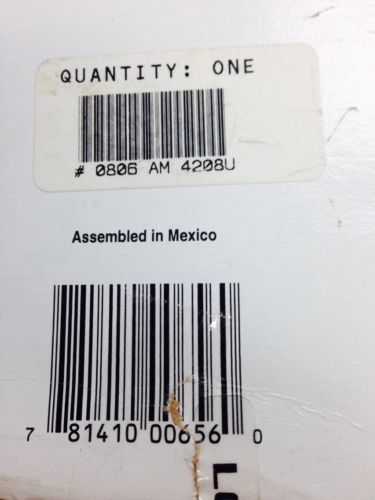 QUANTITY: ONE
# 0806 AM 4208U
Assembled in Mexico
7 81410 00656 0